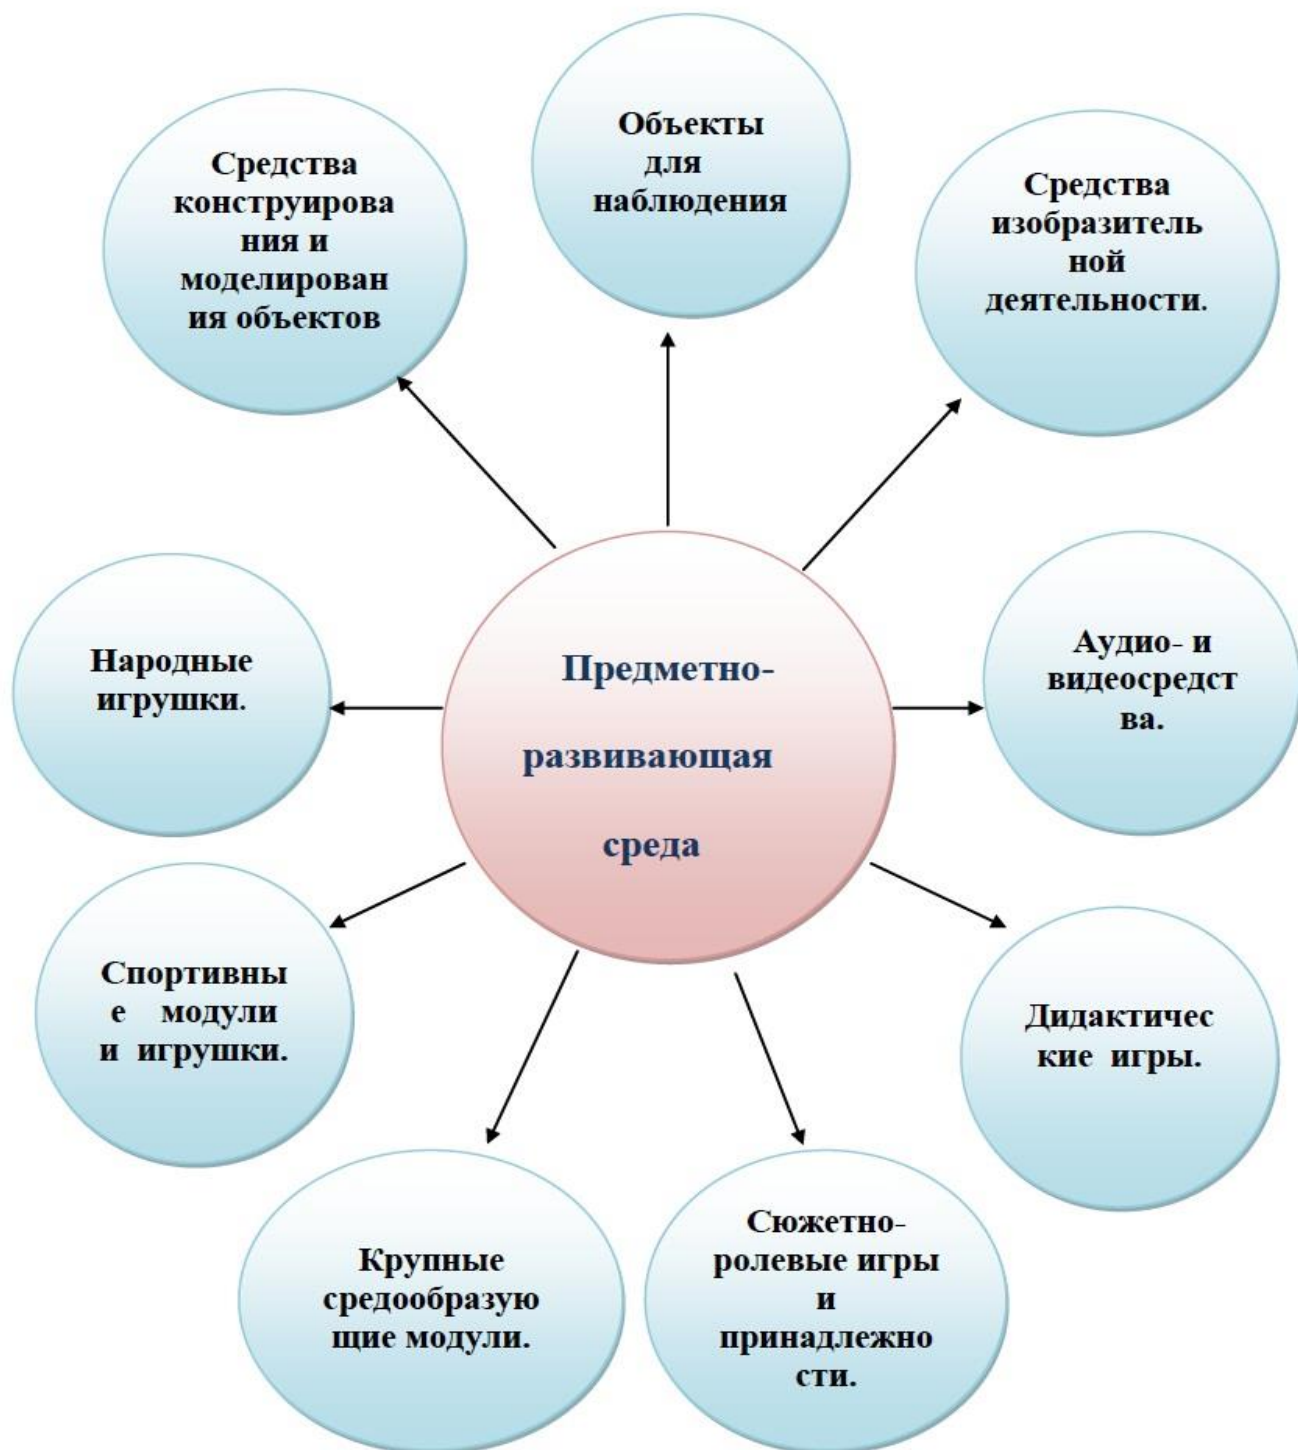 Объекты
для
наблюдения
Средства
конструирова
ния и
моделирован
ия объектов
Средства
изобразитель
ной
деятельности.
Народные
игрушки.
Предметно-
развивающая
среда
Аудио- и
видеосредст
ва.
Спортивны
е модули
и игрушки.
Дидактичес
кие игры.
Крупные
средообразую
щие модули.
Сюжетно-
ролевые игры
и
принадлежно
сти.